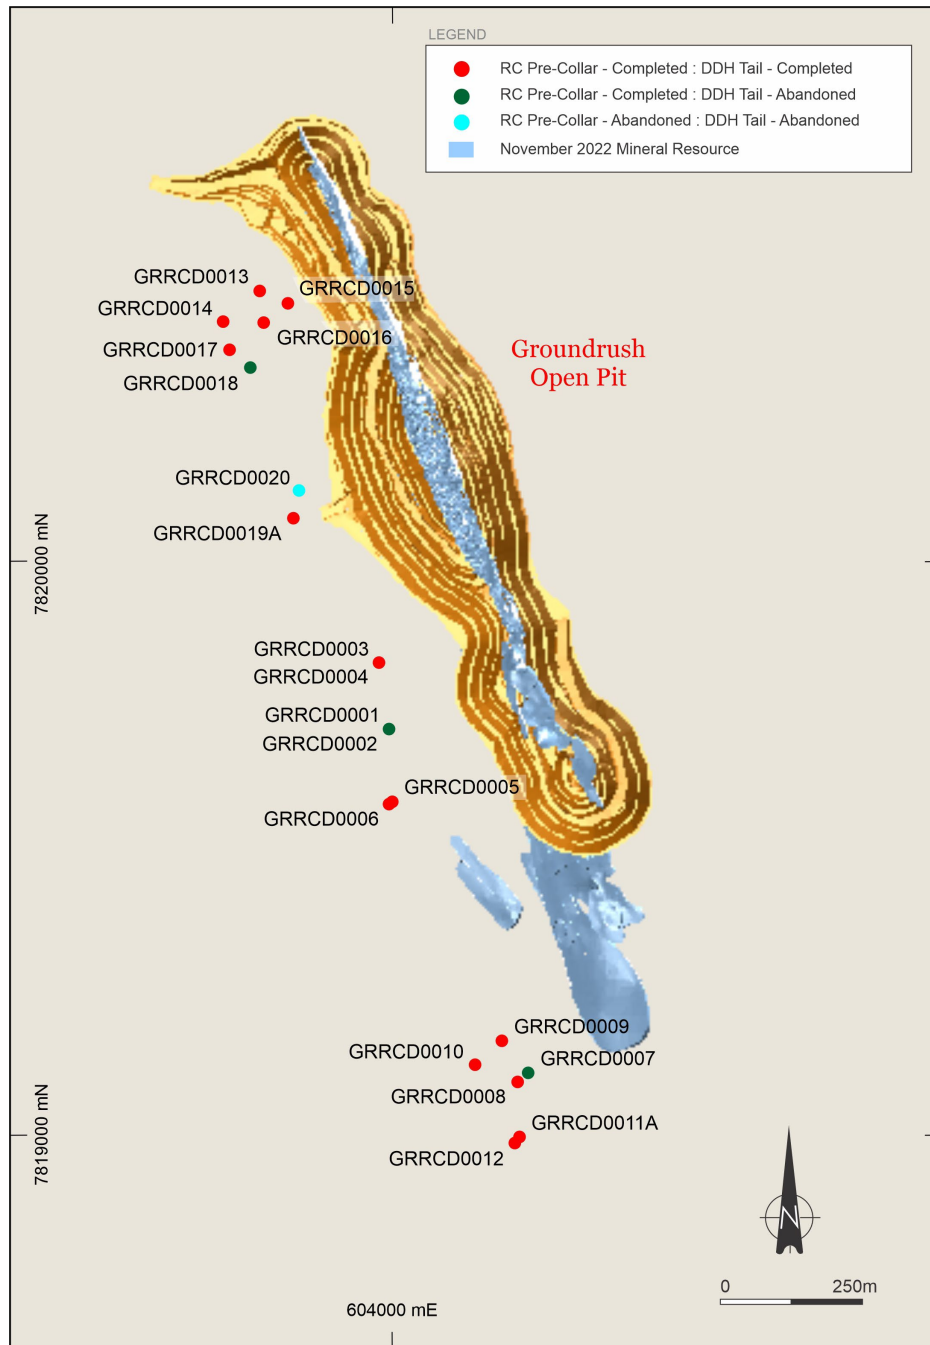 LEGEND
RC Pre-Collar - Completed : DDH Tail - Completed
RC Pre-Collar - Completed : DDH Tail - Abandoned
RC Pre-Collar - Abandoned : DDH Tail - Abandoned
November 2022 Mineral Resource
GRRCD0013
GRRCD0015
GRRCD0014
GRRCD0016
GRRCD0017
GRRCD0018
Groundrush
Open Pit
GRRCD0020
GRRCD0019A
7820000 mN
GRRCD0003
GRRCD0004
GRRCD0001
GRRCD0002
GRRCD0005
GRRCD0006
GRRCD0009
GRRCD0010
GRRCD0007
GRRCD0008
GRRCD0011A
GRRCD0012
7819000 mN
N
0 250m
604000 mE